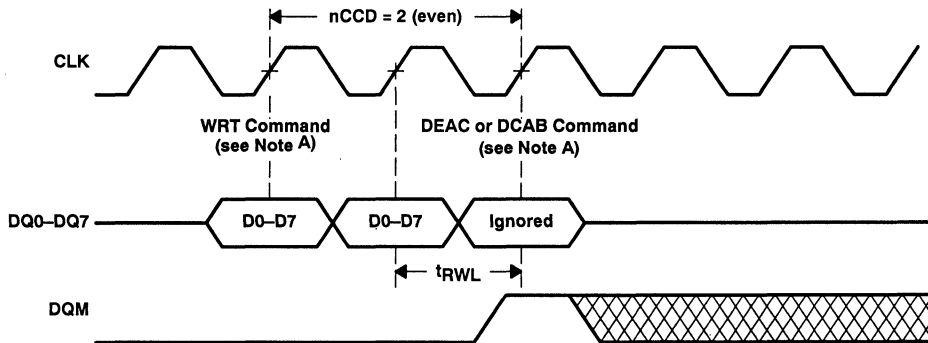 nCCD = 2 (even)
CLK
WRT Command
(see Note A)
DEAC or DCAB Command
(see Note A)
DQ0–DQ7
D0–D7
D0–D7
Ignored
tRWL
DQM